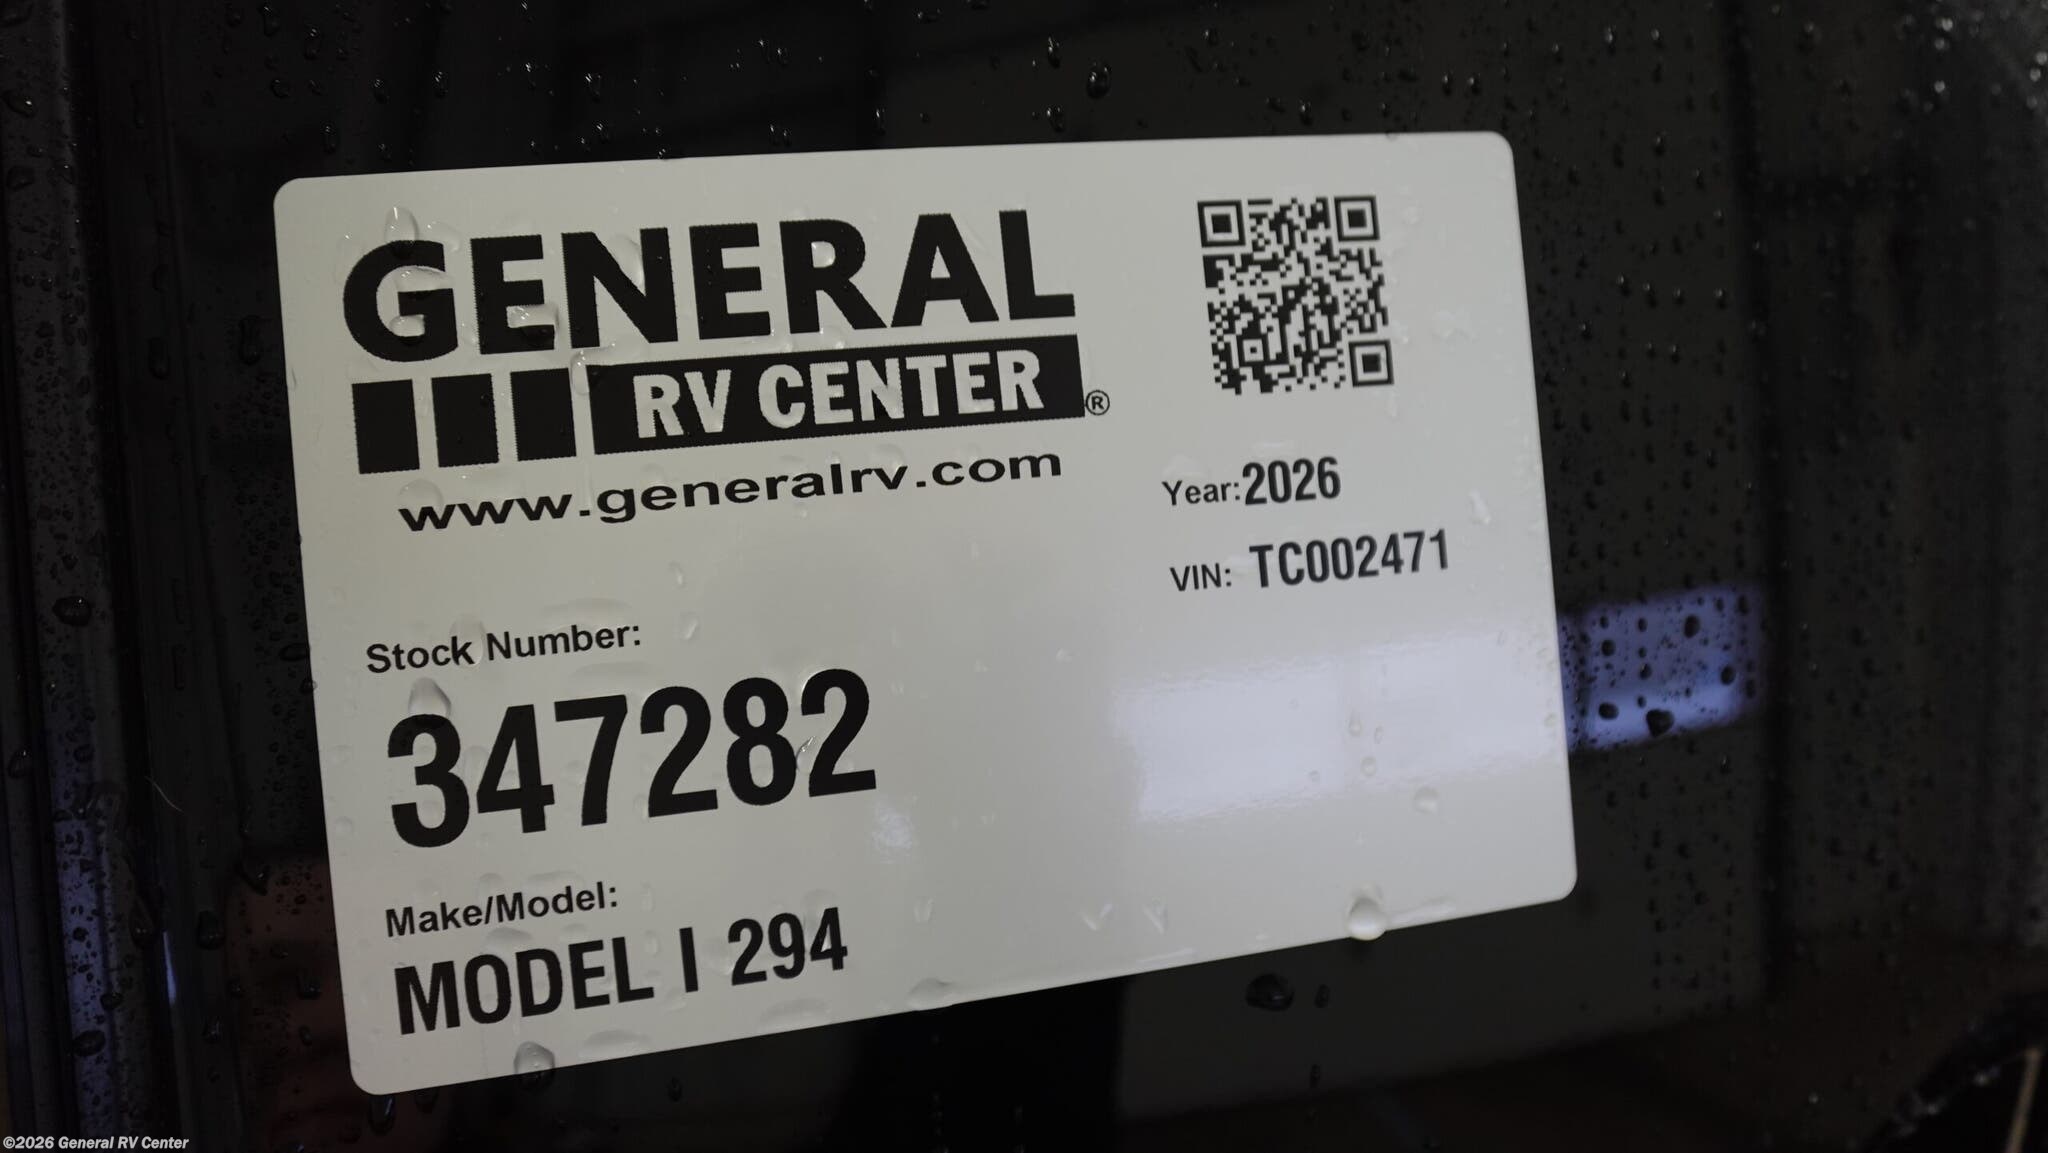 GENERAL
RV CENTER®
www.generalrv.com
Year: 2026
VIN: TC002471
Stock Number:
347282
Make/Model:
MODEL I 294
©2026 General RV Center